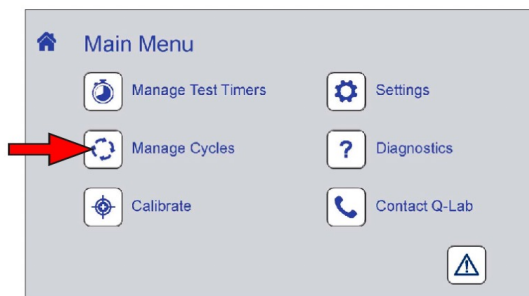 Main Menu
Manage Test Timers
Settings
Manage Cycles
Diagnostics
Calibrate
Contact Q-Lab